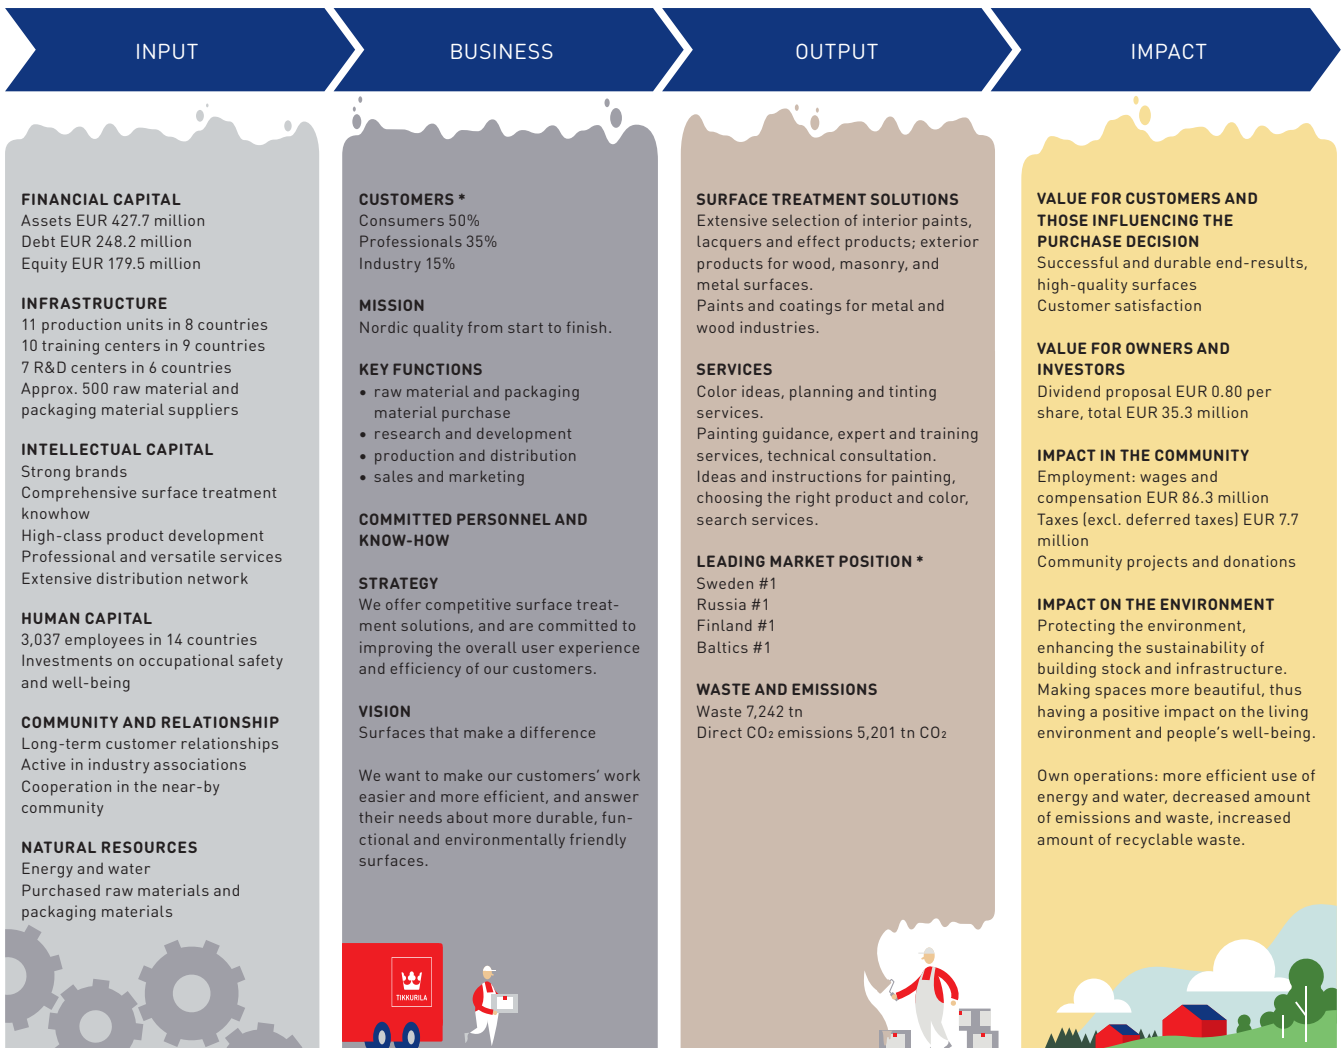 INPUT
BUSINESS
OUTPUT
IMPACT
FINANCIAL CAPITAL
Assets EUR 427.7 million
Debt EUR 248.2 million
Equity EUR 179.5 million
INFRASTRUCTURE
11 production units in 8 countries
10 training centers in 9 countries
7 R&D centers in 6 countries
Approx. 500 raw material and
packaging material suppliers
INTELLECTUAL CAPITAL
Strong brands
Comprehensive surface treatment
knowhow
High-class product development
Professional and versatile services
Extensive distribution network
HUMAN CAPITAL
3,037 employees in 14 countries
Investments on occupational safety
and well-being
COMMUNITY AND RELATIONSHIP
Long-term customer relationships
Active in industry associations
Cooperation in the near-by
community
NATURAL RESOURCES
Energy and water
Purchased raw materials and
packaging materials
CUSTOMERS *
Consumers 50%
Professionals 35%
Industry 15%
MISSION
Nordic quality from start to finish.
KEY FUNCTIONS
• raw material and packaging
material purchase
• research and development
• production and distribution
• sales and marketing
COMMITTED PERSONNEL AND
KNOW-HOW
STRATEGY
We offer competitive surface treat-
ment solutions, and are committed to
improving the overall user experience
and efficiency of our customers.
VISION
Surfaces that make a difference
We want to make our customers’ work
easier and more efficient, and answer
their needs about more durable, fun-
ctional and environmentally friendly
surfaces.
TIKKURILA
SURFACE TREATMENT SOLUTIONS
Extensive selection of interior paints,
lacquers and effect products; exterior
products for wood, masonry, and
metal surfaces.
Paints and coatings for metal and
wood industries.
SERVICES
Color ideas, planning and tinting
services.
Painting guidance, expert and training
services, technical consultation.
Ideas and instructions for painting,
choosing the right product and color,
search services.
LEADING MARKET POSITION *
Sweden #1
Russia #1
Finland #1
Baltics #1
WASTE AND EMISSIONS
Waste 7,242 tn
Direct CO₂ emissions 5,201 tn CO₂
VALUE FOR CUSTOMERS AND
THOSE INFLUENCING THE
PURCHASE DECISION
Successful and durable end-results,
high-quality surfaces
Customer satisfaction
VALUE FOR OWNERS AND
INVESTORS
Dividend proposal EUR 0.80 per
share, total EUR 35.3 million
IMPACT IN THE COMMUNITY
Employment: wages and
compensation EUR 86.3 million
Taxes (excl. deferred taxes) EUR 7.7
million
Community projects and donations
IMPACT ON THE ENVIRONMENT
Protecting the environment,
enhancing the sustainability of
building stock and infrastructure.
Making spaces more beautiful, thus
having a positive impact on the living
environment and people’s well-being.
Own operations: more efficient use of
energy and water, decreased amount
of emissions and waste, increased
amount of recyclable waste.